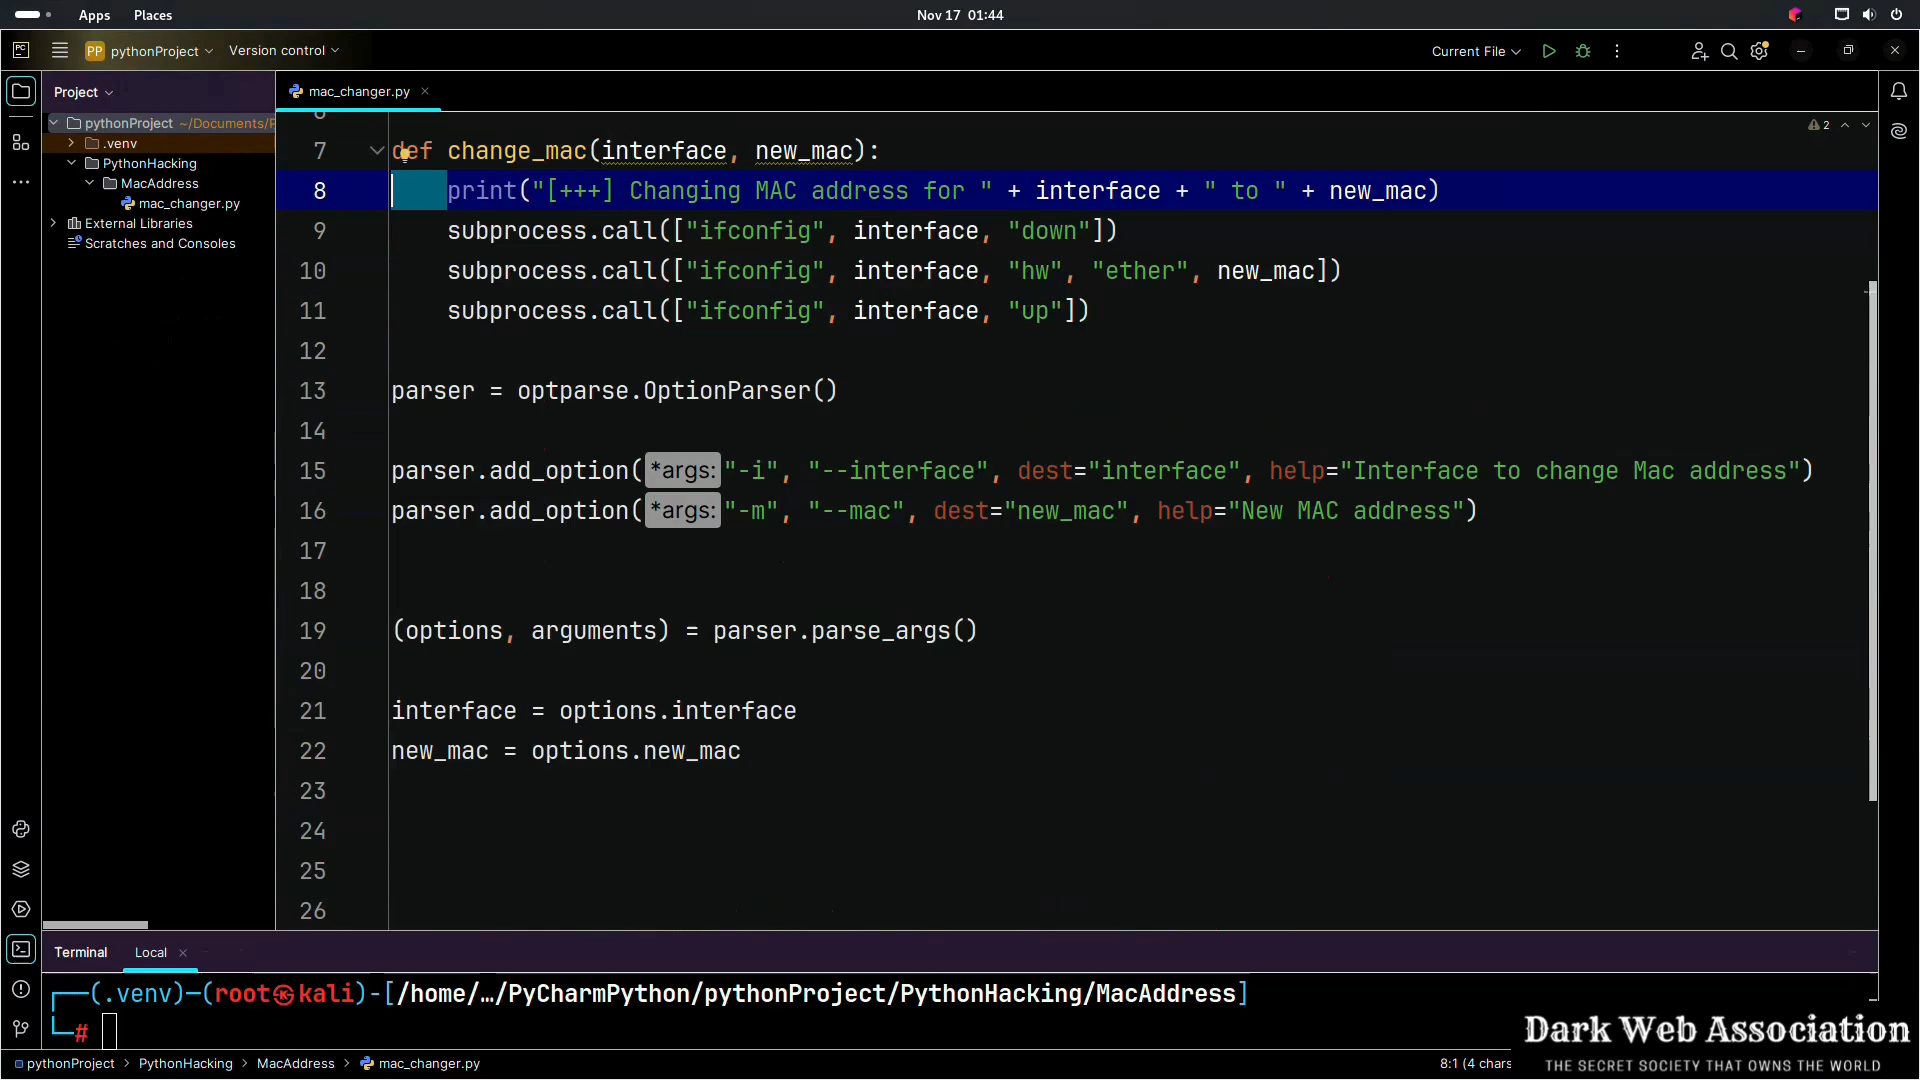 Apps Places Nov 17 01:44
PC PP pythonProject Version control Current File
Project mac_changer.py
pythonProject ~/Documents/P
.venv
PythonHacking
MacAddress
mac_changer.py
External Libraries
Scratches and Consoles
2
7 def change_mac(interface, new_mac):
8 print("[+++] Changing MAC address for " + interface + " to " + new_mac)
9 subprocess.call(["ifconfig", interface, "down"])
10 subprocess.call(["ifconfig", interface, "hw", "ether", new_mac])
11 subprocess.call(["ifconfig", interface, "up"])
12
13 parser = optparse.OptionParser()
14
15 parser.add_option(*args: "-i", "--interface", dest="interface", help="Interface to change Mac address")
16 parser.add_option(*args: "-m", "--mac", dest="new_mac", help="New MAC address")
17
18
19 (options, arguments) = parser.parse_args()
20
21 interface = options.interface
22 new_mac = options.new_mac
23
24
25
26
Terminal Local
(.venv)─(root㉿kali)-[/home/…/PyCharmPython/pythonProject/PythonHacking/MacAddress]
#
Dark Web Association
THE SECRET SOCIETY THAT OWNS THE WORLD
pythonProject > PythonHacking > MacAddress > mac_changer.py 8:1 (4 chars